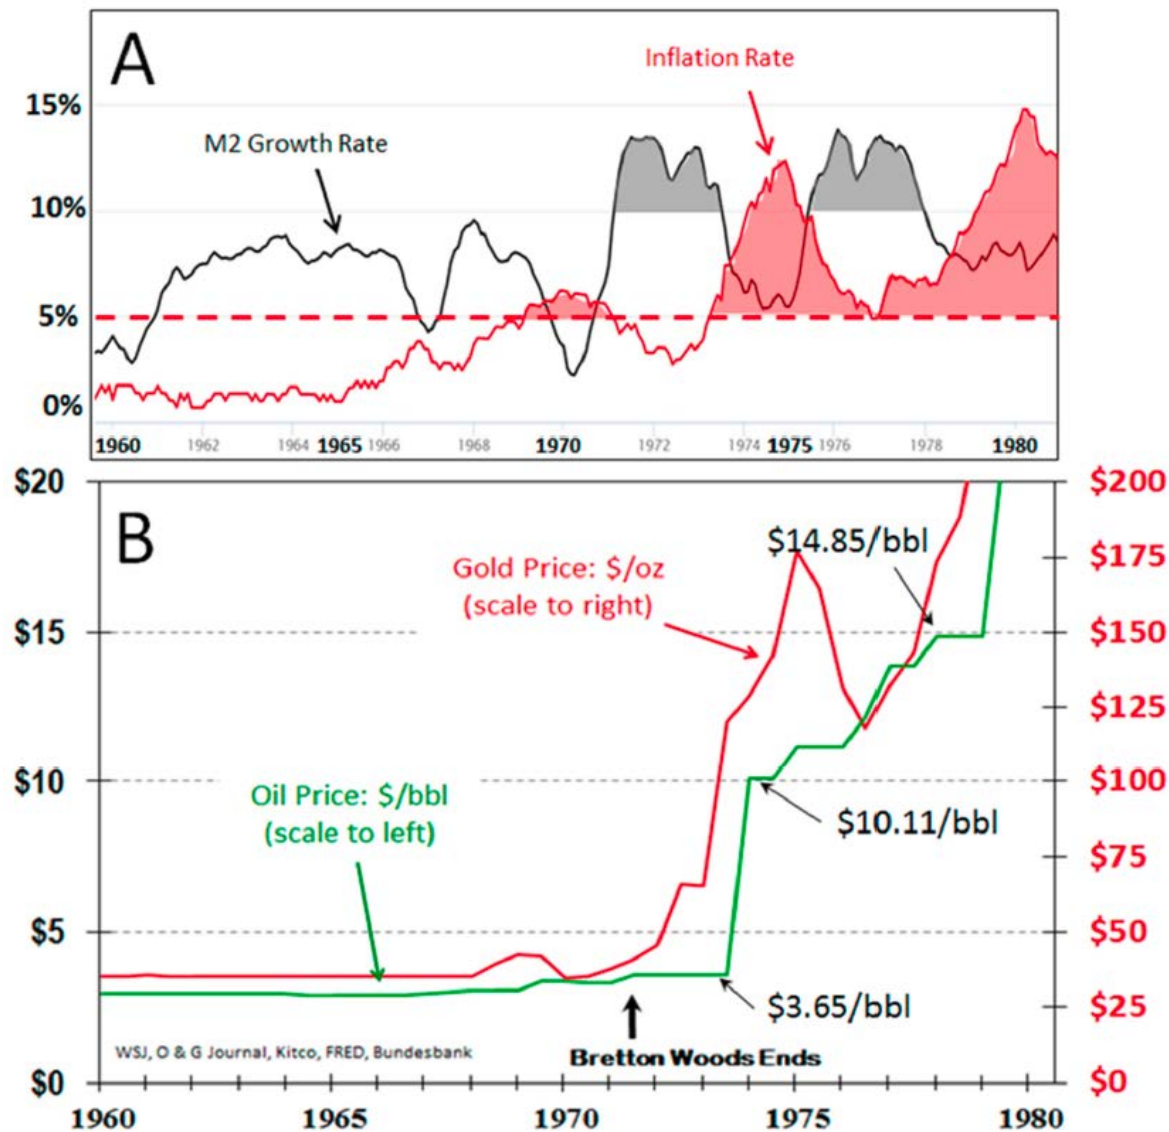 A
Inflation Rate
15%
M2 Growth Rate
10%
5%
0%
1960 1962 1964 1965 1966 1968 1970 1972 1974 1975 1976 1978 1980
$20 $200
B
$14.85/bbl
$175
Gold Price: $/oz
(scale to right)
$15 $150
$125
$10 $100
Oil Price: $/bbl
(scale to left)
$10.11/bbl
$75
$5 $50
$3.65/bbl
$25
WSJ, O & G Journal, Kitco, FRED, Bundesbank
Bretton Woods Ends
$0 $0
1960 1965 1970 1975 1980